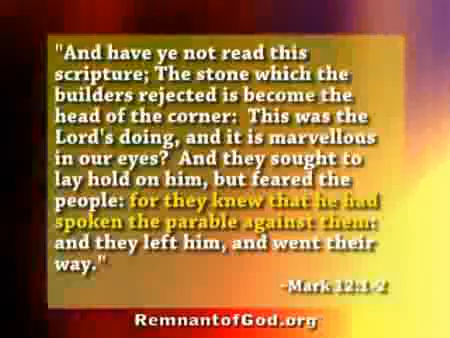 "And have ye not read this
scripture; The stone which the
builders rejected is become the
head of the corner:  This was the
Lord's doing, and it is marvellous
in our eyes?  And they sought to
lay hold on him, but feared the
people: for they knew that he had
spoken the parable against them:
and they left him, and went their
way."
-Mark 12:1-2
RemnantofGod.org